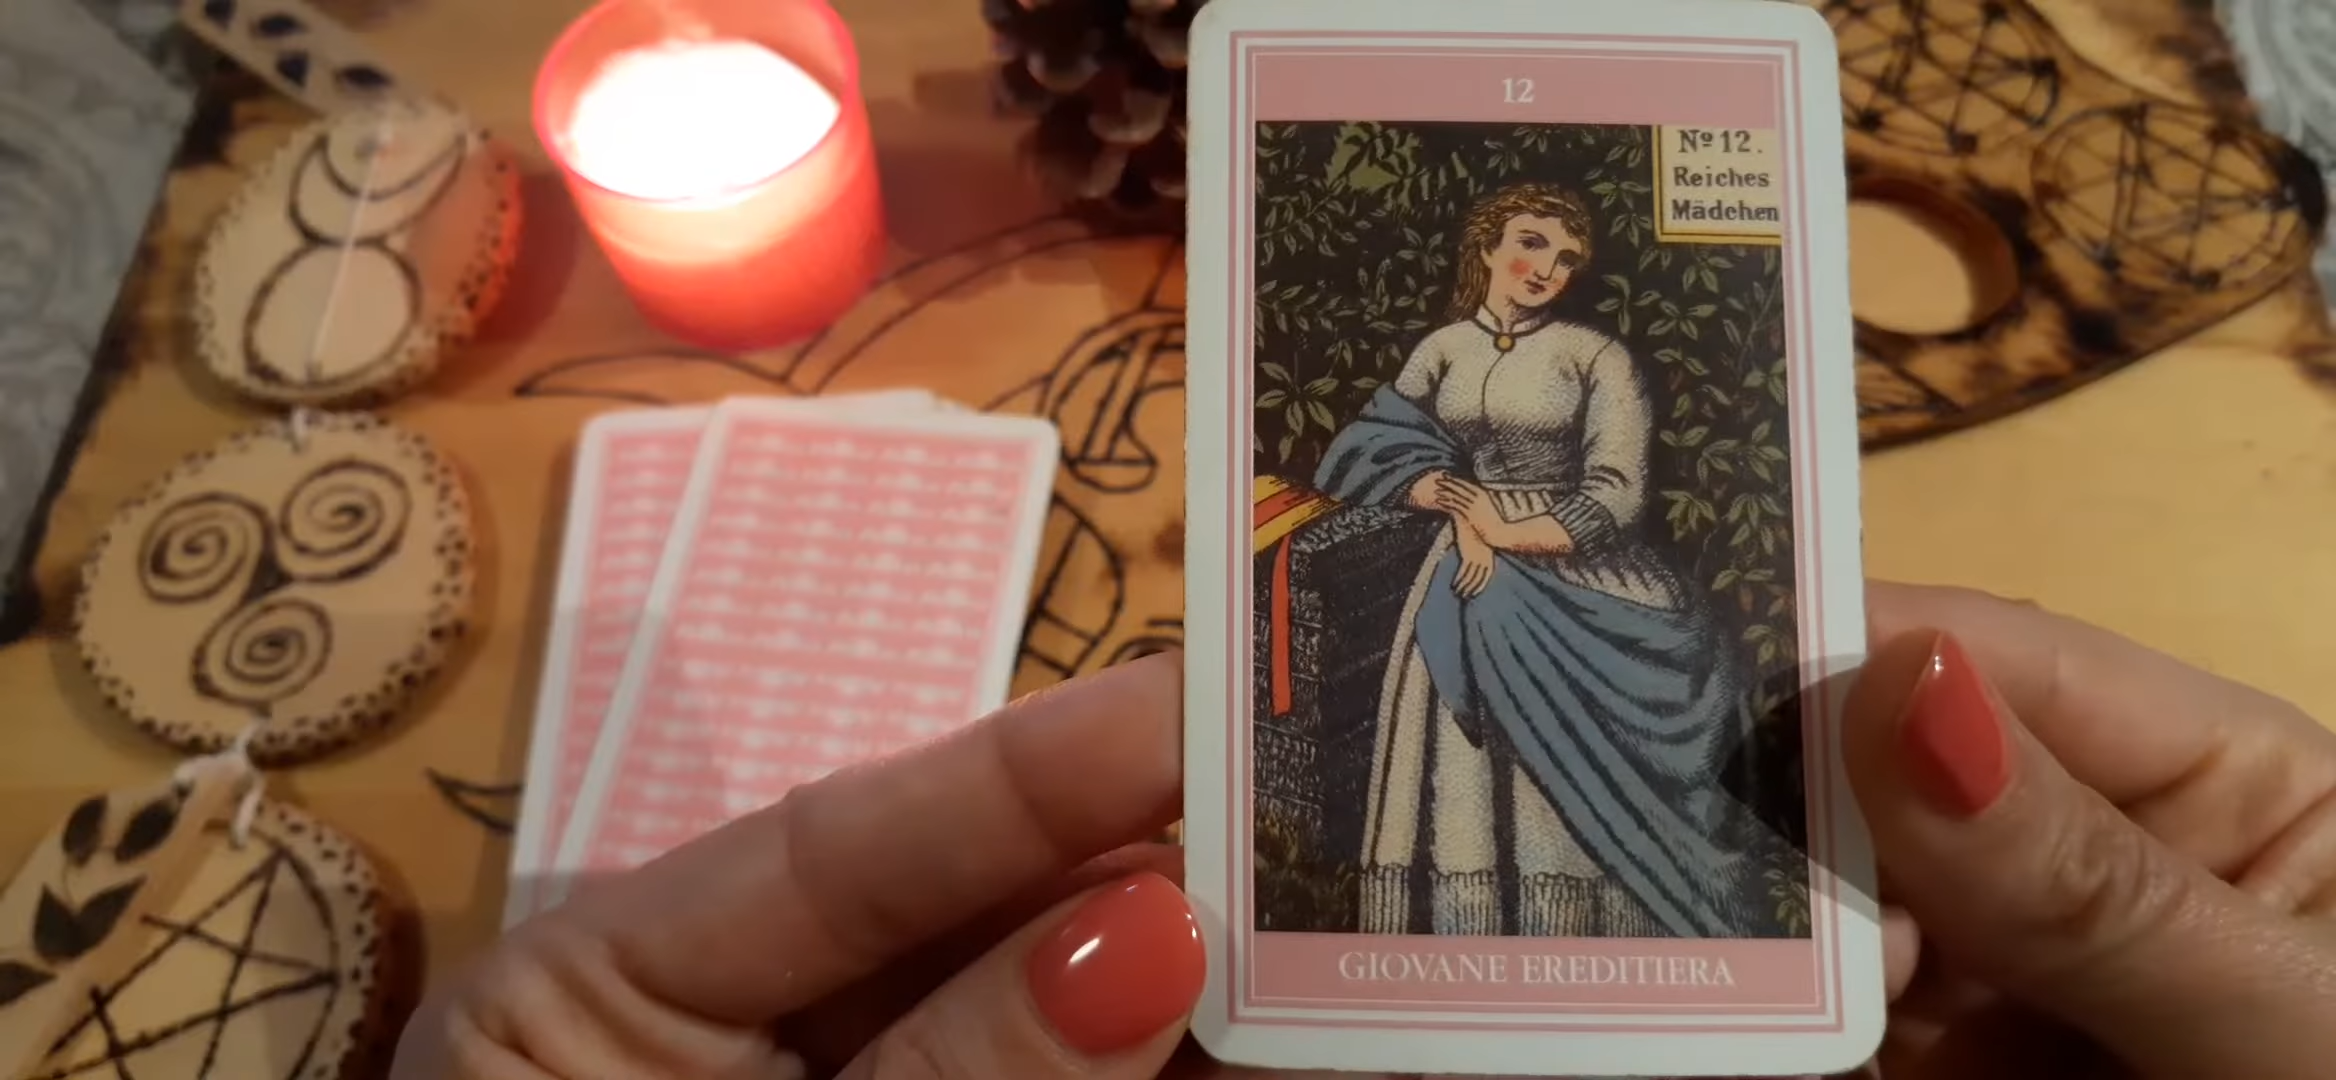 12
Nº 12.
Reiches
Mädchen
GIOVANE EREDITIERA